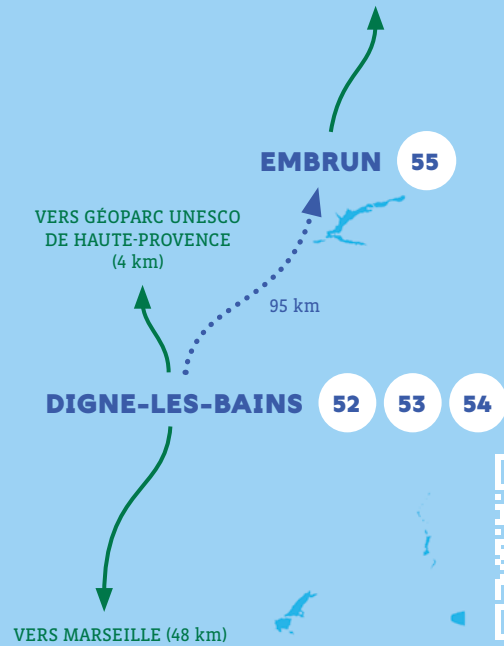 EMBRUN 55
VERS GÉOPARC UNESCO
DE HAUTE-PROVENCE
(4 km)
95 km
DIGNE-LES-BAINS 52 53 54
VERS MARSEILLE (48 km)